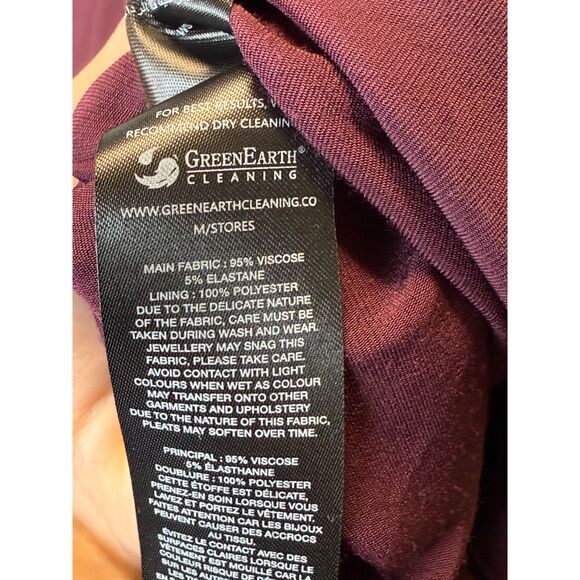 FOR BEST RESULTS,
RECOMMEND DRY CLEANING
GREENEARTH®
CLEANING
WWW.GREENEARTHCLEANING.CO
M/STORES
MAIN FABRIC : 95% VISCOSE
5% ELASTANE
LINING : 100% POLYESTER
DUE TO THE DELICATE NATURE
OF THE FABRIC, CARE MUST BE
TAKEN DURING WASH AND WEAR.
JEWELLERY MAY SNAG THIS
FABRIC, PLEASE TAKE CARE.
AVOID CONTACT WITH LIGHT
COLOURS WHEN WET AS COLOUR
MAY TRANSFER ONTO OTHER
GARMENTS AND UPHOLSTERY
DUE TO THE NATURE OF THIS FABRIC,
PLEATS MAY SOFTEN OVER TIME.
PRINCIPAL : 95% VISCOSE
5% ÉLASTHANNE
DOUBLURE : 100% POLYESTER
CETTE ÉTOFFE EST DÉLICATE,
PRENEZ-EN SOIN LORSQUE VOUS
LAVEZ ET PORTEZ LE VÊTEMENT.
FAITES ATTENTION CAR LES BIJOUX
PEUVENT CAUSER DES ACCROCS
AU TISSU.
ÉVITEZ LE CONTACT AVEC DES
SURFACES CLAIRES LORSQUE LE
VÊTEMENT EST MOUILLÉ CAR LA
COULEUR RISQUE DE
SUR LES